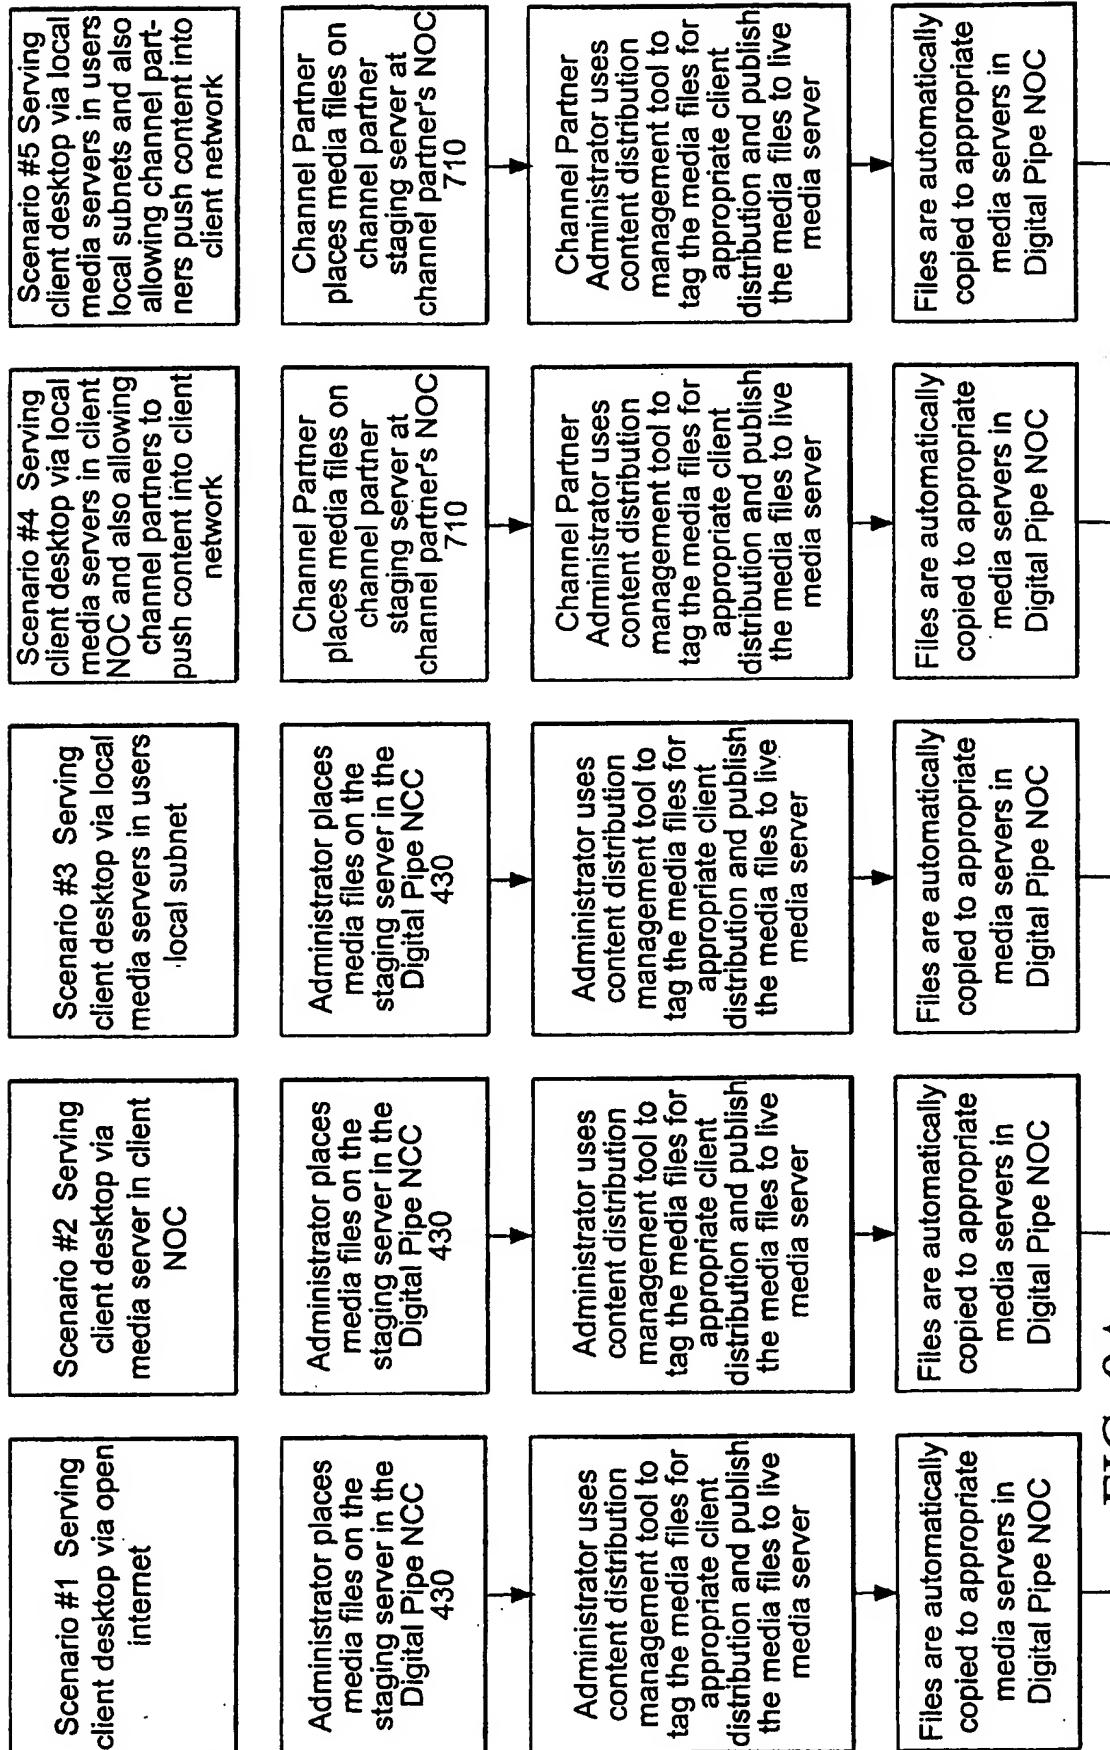 Scenario #1 Serving
client desktop via open
internet
Scenario #2 Serving
client desktop via
media server in client
NOC
Scenario #3 Serving
client desktop via local
media servers in users
local subnet
Scenario #4 Serving
client desktop via local
media servers in client
NOC and also allowing
channel partners to
push content into client
network
Scenario #5 Serving
client desktop via local
media servers in users
local subnets and also
allowing channel part-
ners push content into
client network
Administrator places
media files on the
staging server in the
Digital Pipe NCC
430
Administrator places
media files on the
staging server in the
Digital Pipe NCC
430
Administrator places
media files on the
staging server in the
Digital Pipe NCC
430
Channel Partner
places media files on
channel partner
staging server at
channel partner's NOC
710
Channel Partner
places media files on
channel partner
staging server at
channel partner's NOC
710
Administrator uses
content distribution
management tool to
tag the media files for
appropriate client
distribution and publish
the media files to live
media server
Administrator uses
content distribution
management tool to
tag the media files for
appropriate client
distribution and publish
the media files to live
media server
Administrator uses
content distribution
management tool to
tag the media files for
appropriate client
distribution and publish
the media files to live
media server
Channel Partner
Administrator uses
content distribution
management tool to
tag the media files for
appropriate client
distribution and publish
the media files to live
media server
Channel Partner
Administrator uses
content distribution
management tool to
tag the media files for
appropriate client
distribution and publish
the media files to live
media server
Files are automatically
copied to appropriate
media servers in
Digital Pipe NOC
Files are automatically
copied to appropriate
media servers in
Digital Pipe NOC
Files are automatically
copied to appropriate
media servers in
Digital Pipe NOC
Files are automatically
copied to appropriate
media servers in
Digital Pipe NOC
Files are automatically
copied to appropriate
media servers in
Digital Pipe NOC